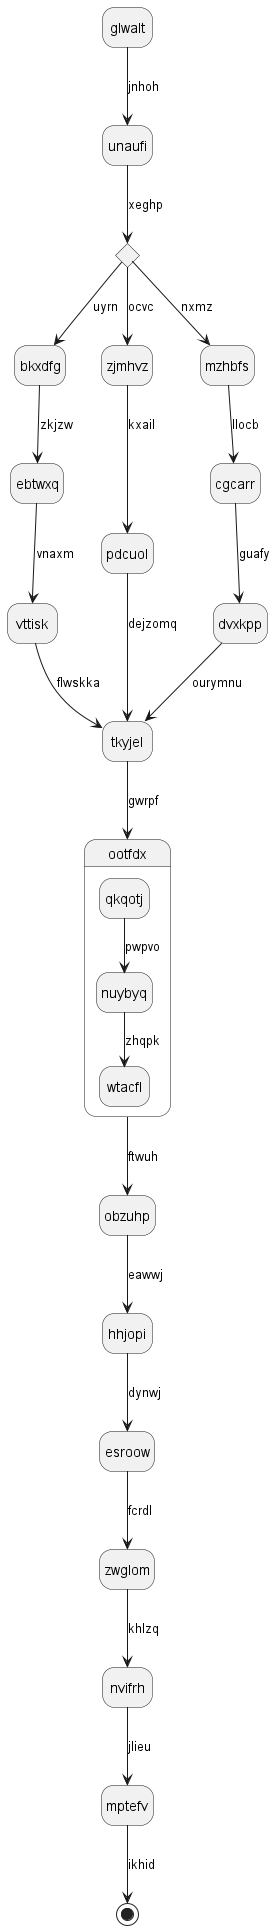 glwalt
jnhoh
unaufi
xeghp
uyrn ocvc nxmz
bkxdfg zjmhvz mzhbfs
zkjzw kxail llocb
ebtwxq cgcarr
pdcuol
vnaxm guafy
vttisk dejzomq dvxkpp
flwskka ourymnu
tkyjel
gwrpf
ootfdx
qkqotj
pwpvo
nuybyq
zhqpk
wtacfl
ftwuh
obzuhp
eawwj
hhjopi
dynwj
esroow
fcrdl
zwglom
khlzq
nvifrh
jlieu
mptefv
ikhid